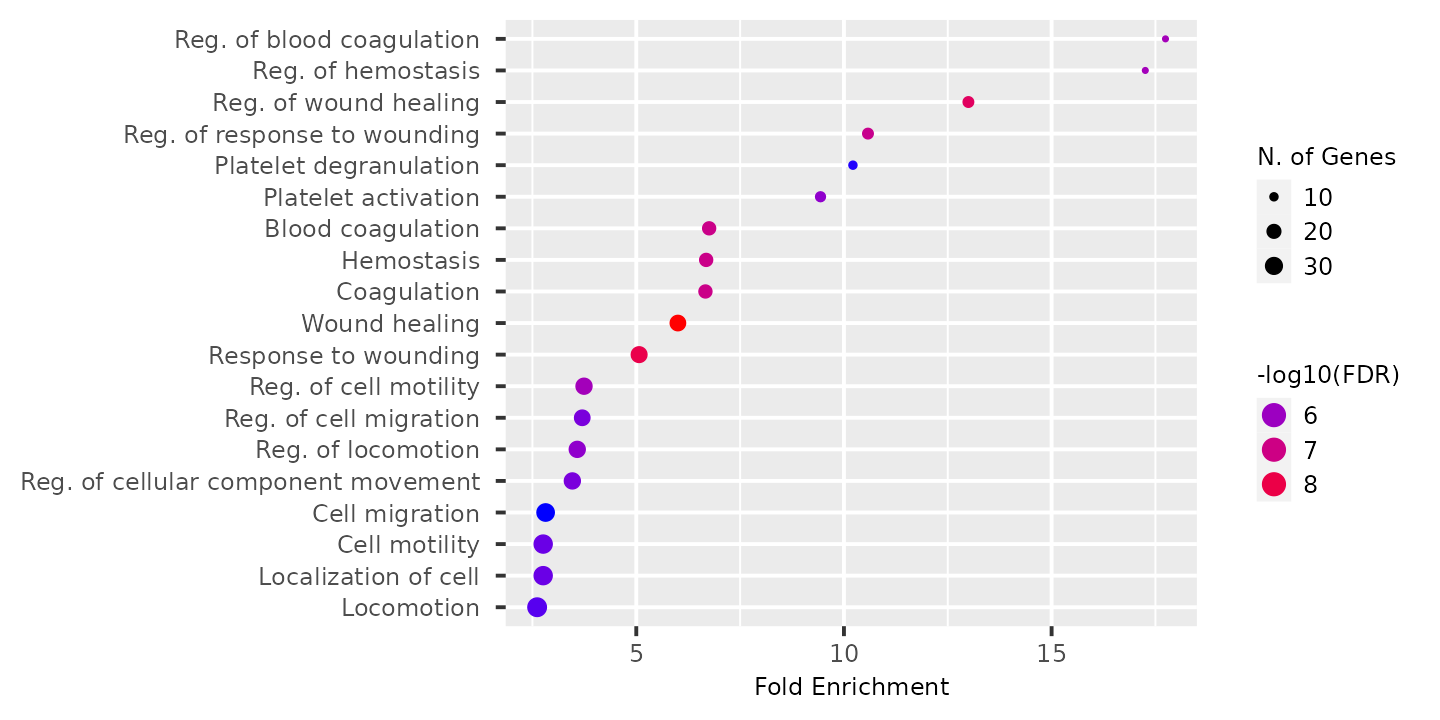 Reg. of blood coagulation
Reg. of hemostasis
Reg. of wound healing
Reg. of response to wounding
Platelet degranulation
Platelet activation
Blood coagulation
Hemostasis
Coagulation
Wound healing
Response to wounding
Reg. of cell motility
Reg. of cell migration
Reg. of locomotion
Reg. of cellular component movement
Cell migration
Cell motility
Localization of cell
Locomotion
5 10 15
Fold Enrichment
N. of Genes
10
20
30
-log10(FDR)
6
7
8